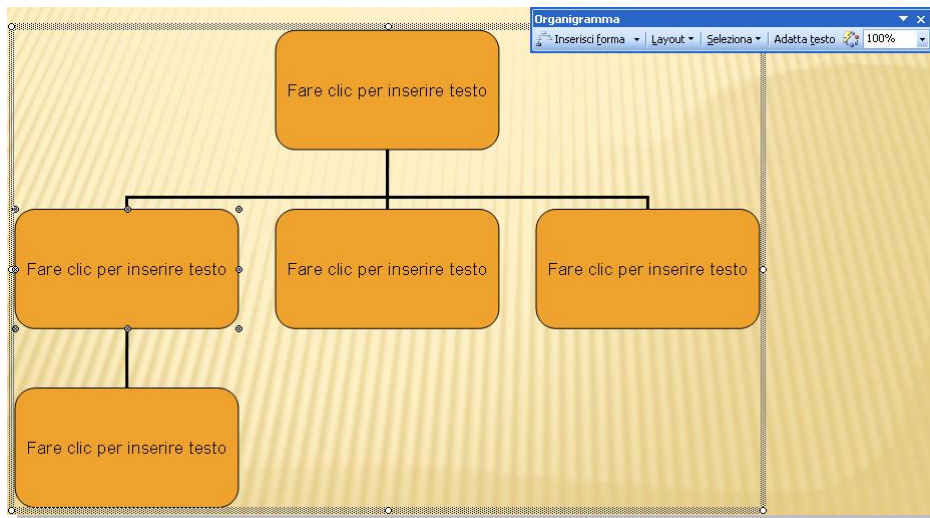 Organigramma
Inserisci forma Layout Seleziona Adatta testo 100%
Fare clic per inserire testo
Fare clic per inserire testo Fare clic per inserire testo Fare clic per inserire testo
Fare clic per inserire testo